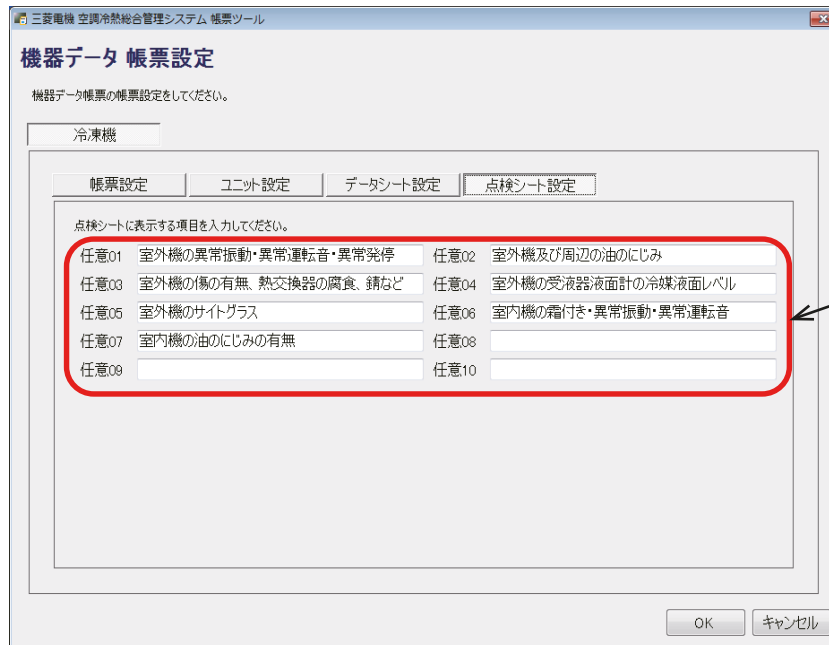 三菱電機 空調冷熱総合管理システム 帳票ツール
機器データ 帳票設定
機器データ帳票の帳票設定をしてください。
冷凍機
帳票設定 ユニット設定 データシート設定 点検シート設定
点検シートに表示する項目を入力してください。
任意01 室外機の異常振動・異常運転音・異常発停 任意02 室外機及び周辺の油のにじみ
任意03 室外機の傷の有無、熱交換器の腐食、錆など 任意04 室外機の受液器液面計の冷媒液面レベル
任意05 室外機のサイトグラス 任意06 室内機の霜付き・異常振動・異常運転音
任意07 室内機の油のにじみの有無 任意08
任意09 任意10
OK キャンセル